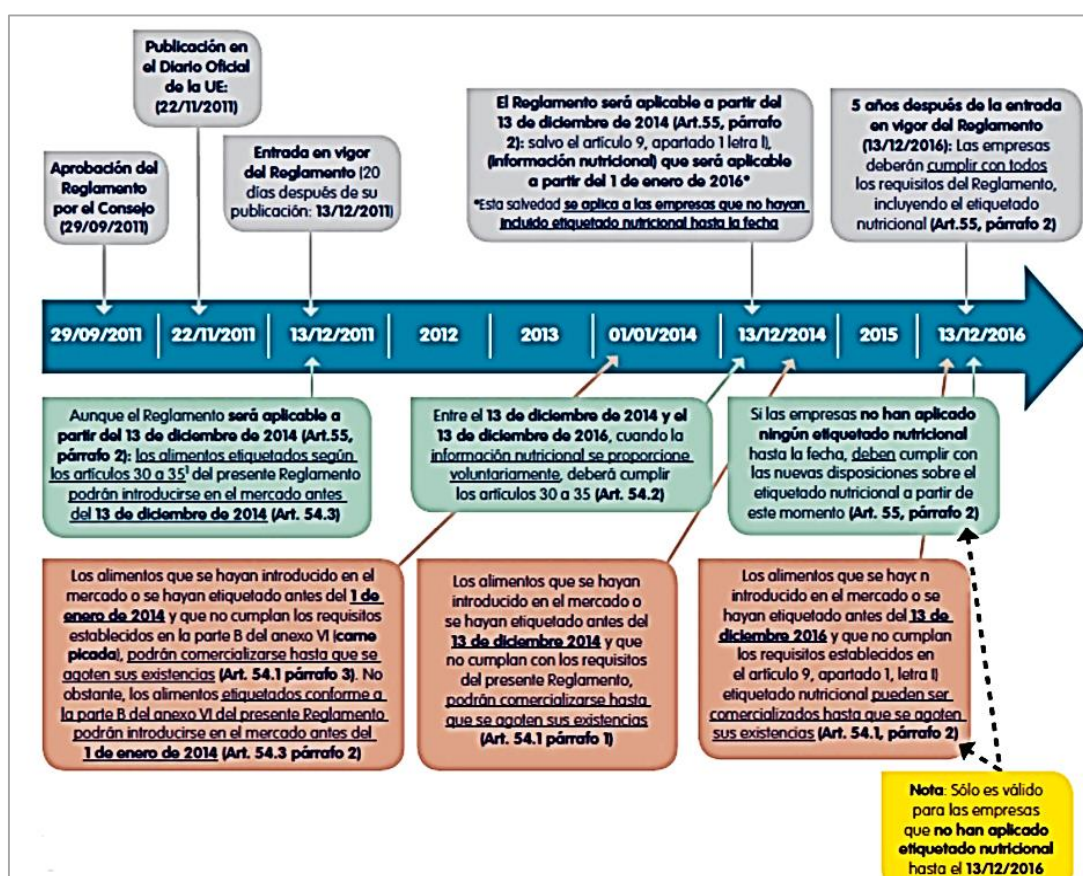 Publicación en
el Diario Oficial
de la UE:
(22/11/2011)
Aprobación del
Reglamento
por el Consejo
(29/09/2011)
Entrada en vigor
del Reglamento (20
días después de su
publicación: 13/12/2011)
El Reglamento será aplicable a partir del
13 de diciembre de 2014 (Art.55, párrafo
2): salvo el artículo 9, apartado 1 letra l),
(información nutricional) que será aplicable
a partir del 1 de enero de 2016*
*Esta salvedad se aplica a las empresas que no hayan
incluido etiquetado nutricional hasta la fecha
5 años después de la entrada
en vigor del Reglamento
(13/12/2016): Las empresas
deberán cumplir con todos
los requisitos del Reglamento,
incluyendo el etiquetado
nutricional (Art.55, párrafo 2)
29/09/2011
22/11/2011
13/12/2011
2012
2013
01/01/2014
13/12/2014
2015
13/12/2016
Aunque el Reglamento será aplicable a
partir del 13 de diciembre de 2014 (Art.55,
párrafo 2): los alimentos etiquetados según
los artículos 30 a 35¹ del presente Reglamento
podrán introducirse en el mercado antes
del 13 de diciembre de 2014 (Art. 54.3)
Entre el 13 de diciembre de 2014 y el
13 de diciembre de 2016, cuando la
información nutricional se proporcione
voluntariamente, deberá cumplir
los artículos 30 a 35 (Art. 54.2)
Si las empresas no han aplicado
ningún etiquetado nutricional
hasta la fecha, deben cumplir con
las nuevas disposiciones sobre el
etiquetado nutricional a partir de
este momento (Art. 55, párrafo 2)
Los alimentos que se hayan introducido en el
mercado o se hayan etiquetado antes del 1 de
enero de 2014 y que no cumplan los requisitos
establecidos en la parte B del anexo VI (carne
picada), podrán comercializarse hasta que se
agoten sus existencias (Art. 54.1 párrafo 3). No
obstante, los alimentos etiquetados conforme a
la parte B del anexo VI del presente Reglamento
podrán introducirse en el mercado antes del
1 de enero de 2014 (Art. 54.3 párrafo 2)
Los alimentos que se hayan
introducido en el mercado o
se hayan etiquetado antes del
13 de diciembre 2014 y que
no cumplan con los requisitos
del presente Reglamento,
podrán comercializarse hasta
que se agoten sus existencias
(Art. 54.1 párrafo 1)
Los alimentos que se hayc n
introducido en el mercado o se
hayan etiquetado antes del 13 de
diciembre 2016 y que no cumplan
los requisitos establecidos en
el artículo 9, apartado 1, letra l)
etiquetado nutricional pueden ser
comercializados hasta que se agoten
sus existencias (Art. 54.1, párrafo 2)
Nota: Sólo es válido
para las empresas
que no han aplicado
etiquetado nutricional
hasta el 13/12/2016